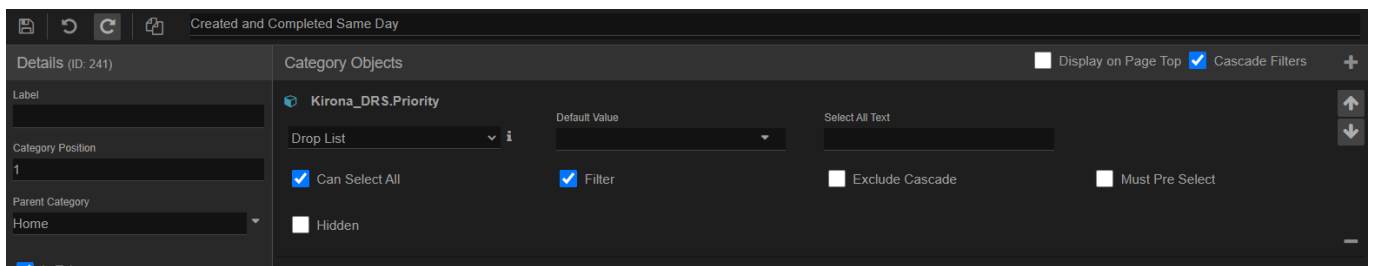 Created and Completed Same Day
Details (ID: 241)
Category Objects
Display on Page Top
Cascade Filters
Label
Category Position
1
Parent Category
Home
Kirona_DRS.Priority
Drop List
i
Default Value
Select All Text
Can Select All
Filter
Exclude Cascade
Must Pre Select
Hidden